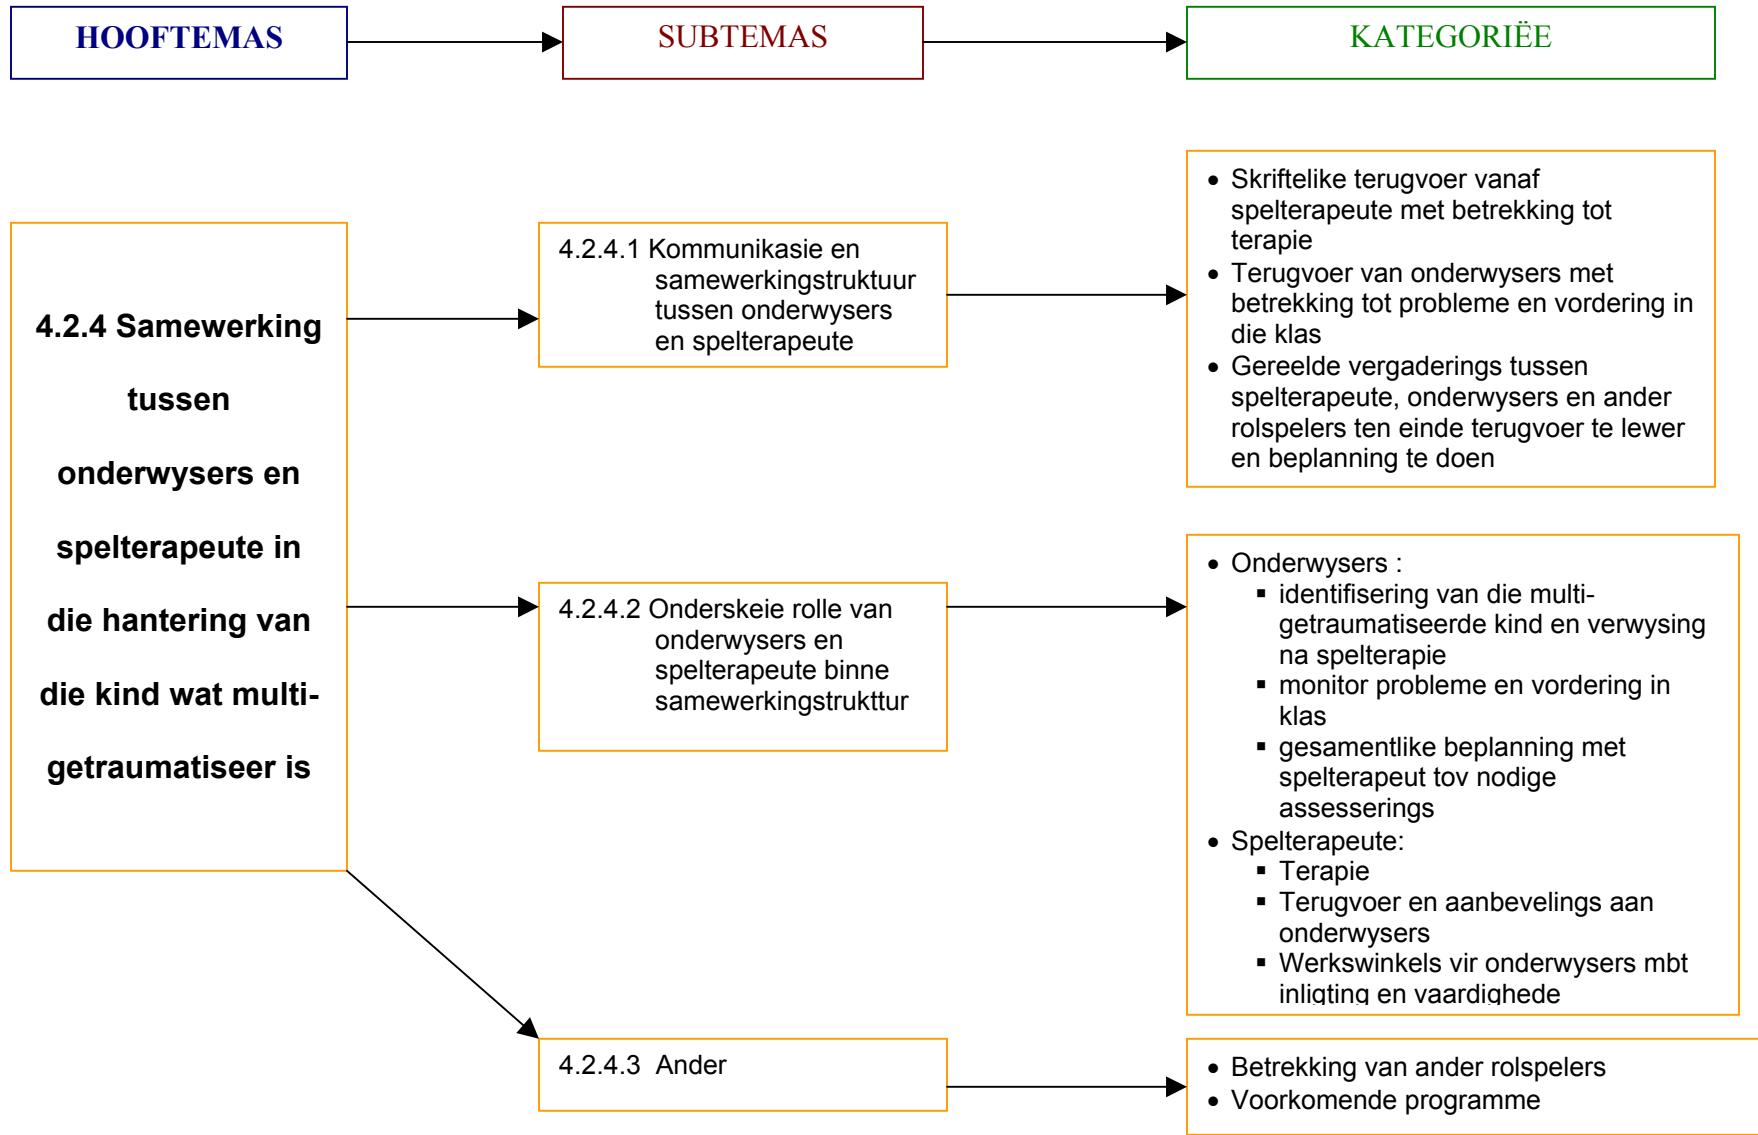 HOOFTEMAS
SUBTEMAS
KATEGORIËE
4.2.4 Samewerking
tussen
onderwysers en
spelterapeute in
die hantering van
die kind wat multi-
getraumatiseer is
4.2.4.1 Kommunikasie en
samewerkingstruktuur
tussen onderwysers
en spelterapeute
• Skriftelike terugvoer vanaf
spelterapeute met betrekking tot
terapie
• Terugvoer van onderwysers met
betrekking tot probleme en vordering in
die klas
• Gereelde vergaderings tussen
spelterapeute, onderwysers en ander
rolspelers ten einde terugvoer te lewer
en beplanning te doen
4.2.4.2 Onderskeie rolle van
onderwysers en
spelterapeute binne
samewerkingstrukttur
• Onderwysers :
▪ identifisering van die multi-
getraumatiseerde kind en verwysing
na spelterapie
▪ monitor probleme en vordering in
klas
▪ gesamentlike beplanning met
spelterapeut tov nodige
assesserings
• Spelterapeute:
▪ Terapie
▪ Terugvoer en aanbevelings aan
onderwysers
▪ Werkswinkels vir onderwysers mbt
inligting en vaardighede
4.2.4.3 Ander
• Betrekking van ander rolspelers
• Voorkomende programme